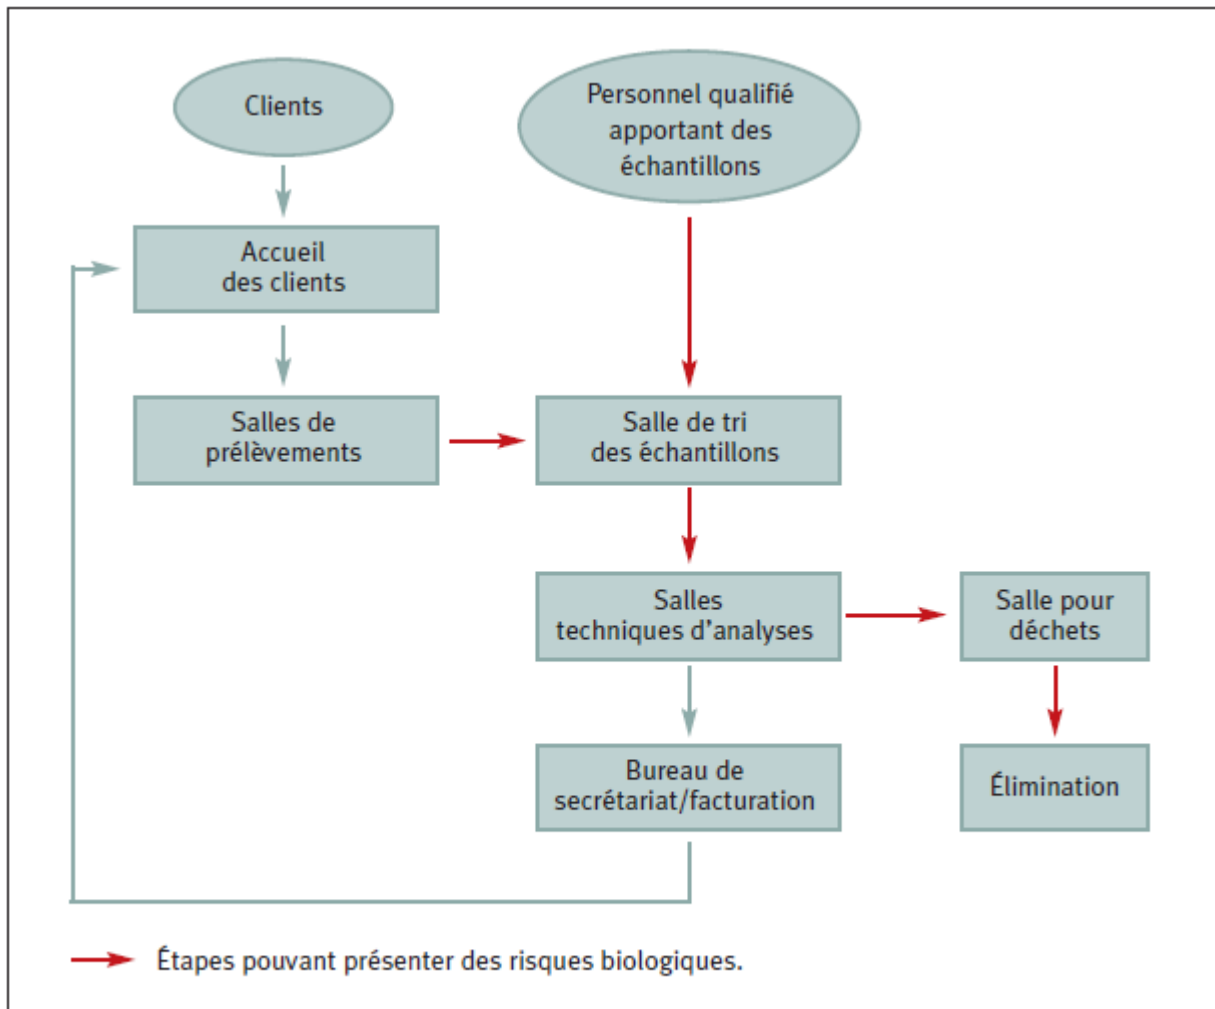 Clients
Personnel qualifié
apportant des
échantillons
Accueil
des clients
Salles de
prélèvements
Salle de tri
des échantillons
Salles
techniques d'analyses
Salle pour
déchets
Bureau de
secrétariat/facturation
Élimination
Étapes pouvant présenter des risques biologiques.